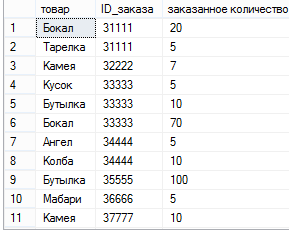 товар ID_заказа заказанное количество
1 Бокал 31111 20
2 Тарелка 31111 5
3 Камея 32222 7
4 Кусок 33333 5
5 Бутылка 33333 10
6 Бокал 33333 70
7 Ангел 34444 5
8 Колба 34444 10
9 Бутылка 35555 100
10 Мабари 36666 5
11 Камея 37777 10